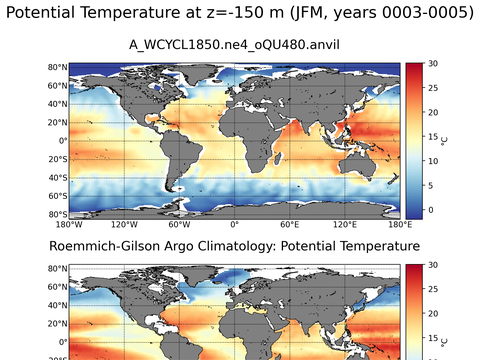 Potential Temperature at z=-150 m (JFM, years 0003-0005)
A_WCYCL1850.ne4_oQU480.anvil
80°N
60°N
40°N
20°N
0°
20°S
40°S
60°S
80°S
180°W 120°W 60°W 0° 60°E 120°E 180°E
30
25
20
15
10
5
0
°C
Roemmich-Gilson Argo Climatology: Potential Temperature
80°N
60°N
40°N
20°N
0°
20°S
30
25
20
15
10
°C